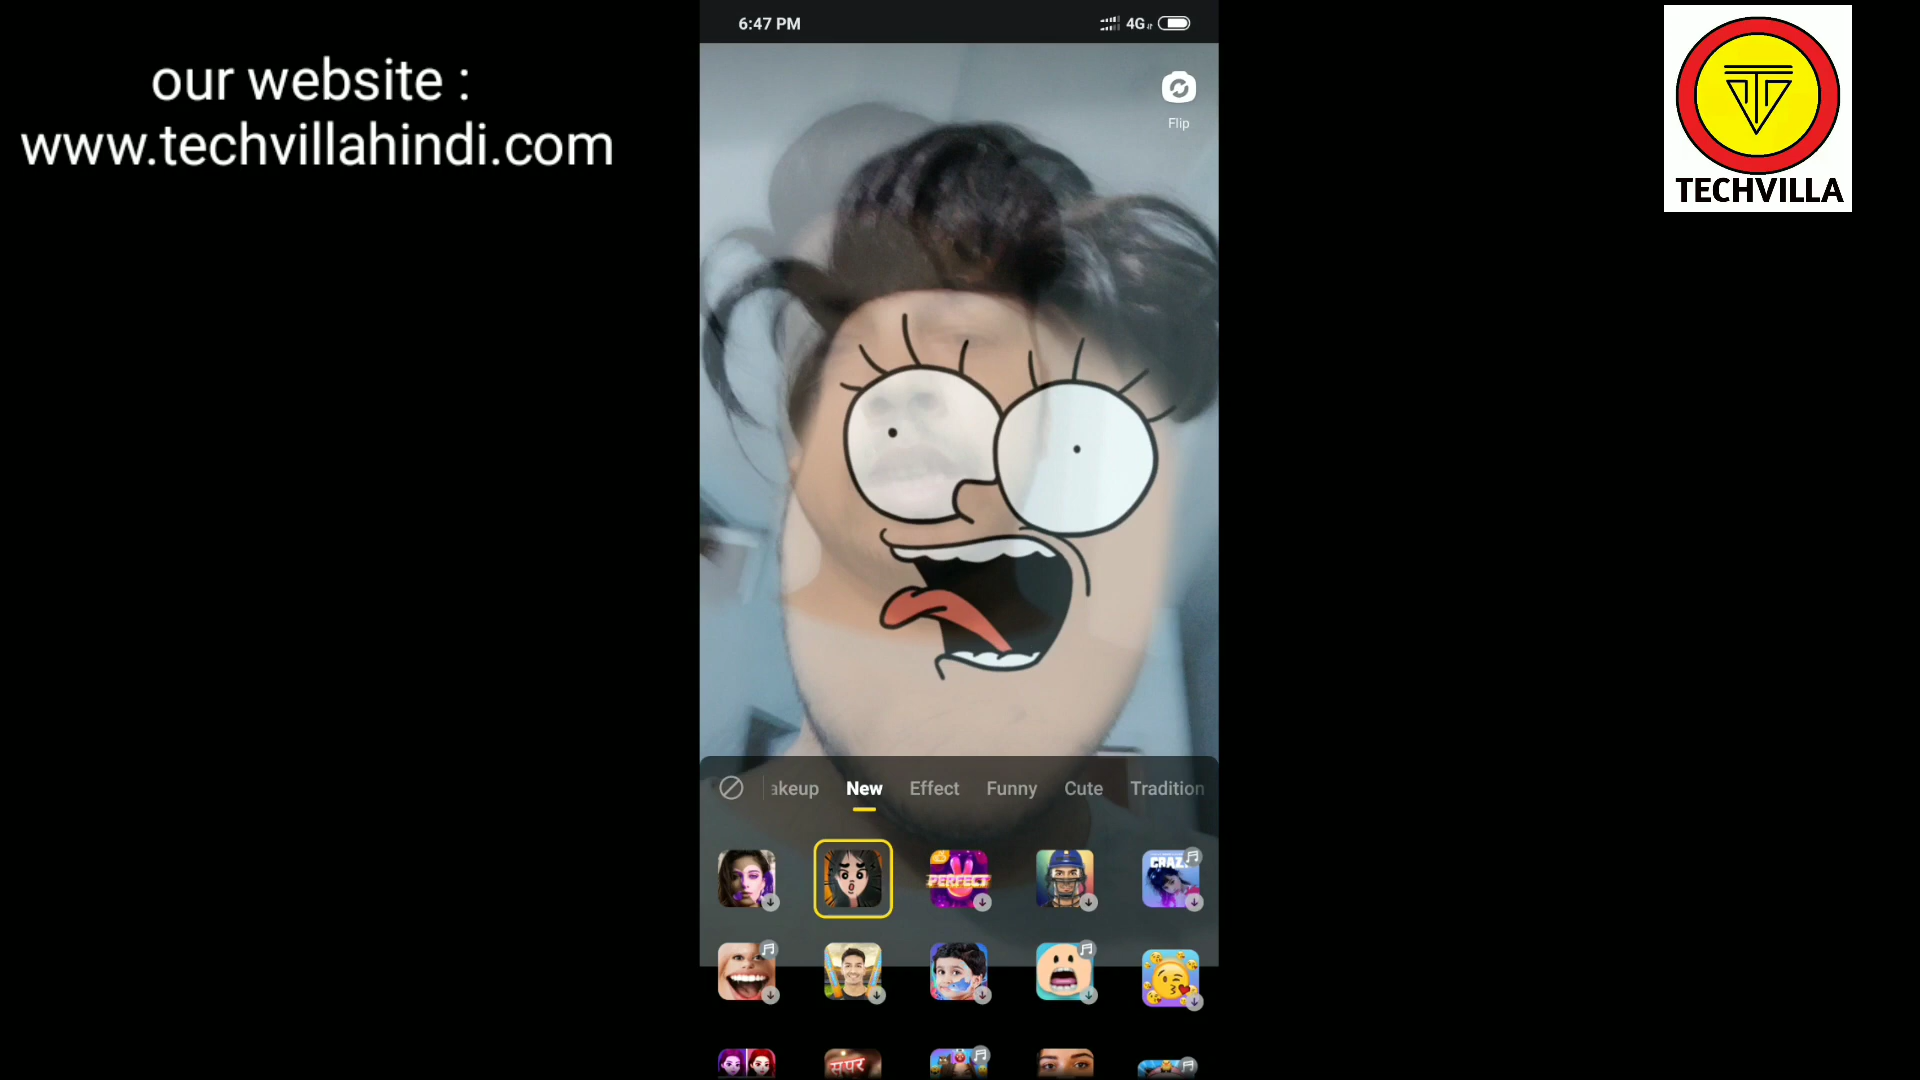 our website :
www.techvillahindi.com
6:47 PM
4G
Flip
TECHVILLA
akeup New Effect Funny Cute Tradition
PERFECT
CRAZ
सुपर